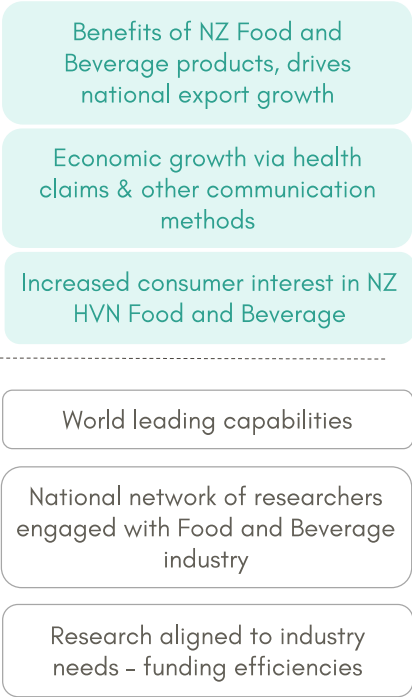 Benefits of NZ Food and
Beverage products, drives
national export growth
Economic growth via health
claims & other communication
methods
Increased consumer interest in NZ
HVN Food and Beverage
World leading capabilities
National network of researchers
engaged with Food and Beverage
industry
Research aligned to industry
needs – funding efficiencies